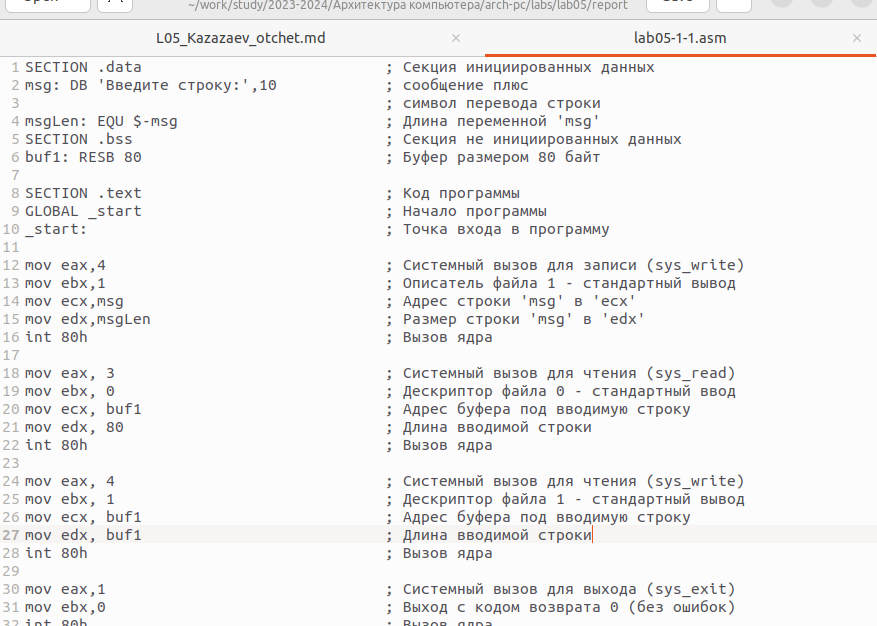 ~/work/study/2023-2024/Архитектура компьютера/arch-pc/labs/lab05/report
L05_Kazazaev_otchet.md × lab05-1-1.asm ×
1 SECTION .data ; Секция инициированных данных
2 msg: DB 'Введите строку:',10 ; сообщение плюс
3 ; символ перевода строки
4 msgLen: EQU $-msg ; Длина переменной 'msg'
5 SECTION .bss ; Секция не инициированных данных
6 buf1: RESB 80 ; Буфер размером 80 байт
7
8 SECTION .text ; Код программы
9 GLOBAL _start ; Начало программы
10 _start: ; Точка входа в программу
11
12 mov eax,4 ; Системный вызов для записи (sys_write)
13 mov ebx,1 ; Описатель файла 1 - стандартный вывод
14 mov ecx,msg ; Адрес строки 'msg' в 'ecx'
15 mov edx,msgLen ; Размер строки 'msg' в 'edx'
16 int 80h ; Вызов ядра
17
18 mov eax, 3 ; Системный вызов для чтения (sys_read)
19 mov ebx, 0 ; Дескриптор файла 0 - стандартный ввод
20 mov ecx, buf1 ; Адрес буфера под вводимую строку
21 mov edx, 80 ; Длина вводимой строки
22 int 80h ; Вызов ядра
23
24 mov eax, 4 ; Системный вызов для чтения (sys_write)
25 mov ebx, 1 ; Дескриптор файла 1 - стандартный вывод
26 mov ecx, buf1 ; Адрес буфера под вводимую строку
27 mov edx, buf1 ; Длина вводимой строки
28 int 80h ; Вызов ядра
29
30 mov eax,1 ; Системный вызов для выхода (sys_exit)
31 mov ebx,0 ; Выход с кодом возврата 0 (без ошибок)
32 int 80h ; Вызов ядра